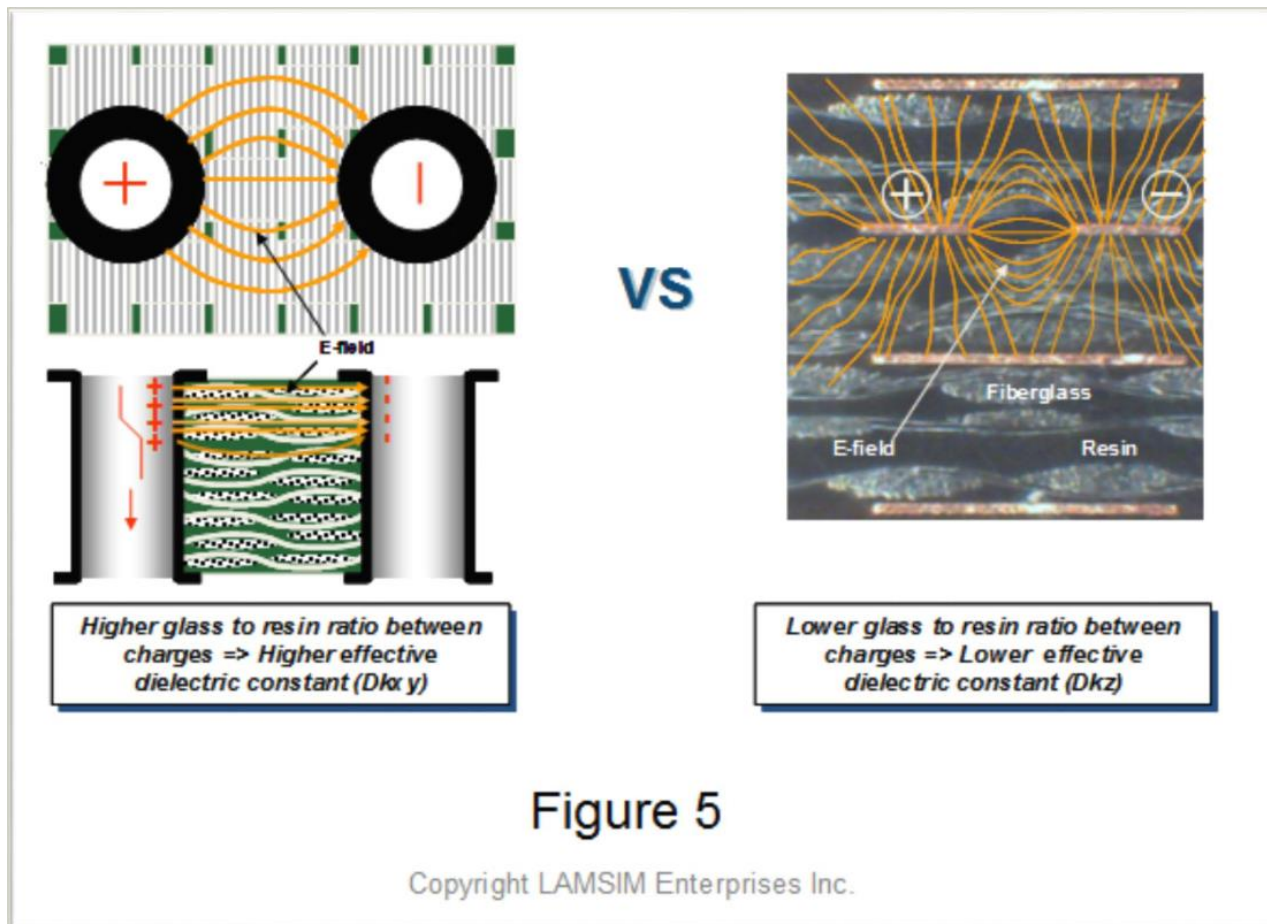 +
−
E-field
+
+
+
+
-
-
-
-
VS
+
−
Fiberglass
E-field
Resin
Higher glass to resin ratio between
charges => Higher effective
dielectric constant (Dkx y)
Lower glass to resin ratio between
charges => Lower effective
dielectric constant (Dkz)
Figure 5
Copyright LAMSIM Enterprises Inc.